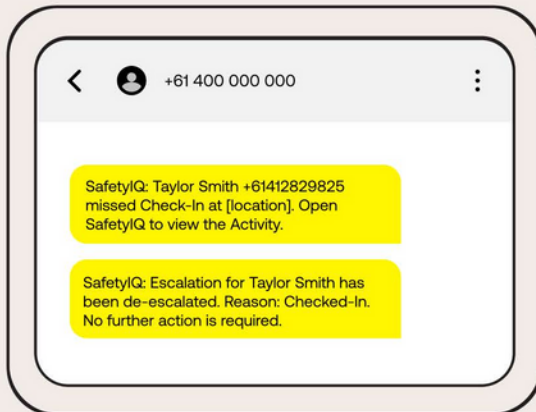 +61 400 000 000
SafetyIQ: Taylor Smith +61412829825
missed Check-In at [location]. Open
SafetyIQ to view the Activity.
SafetyIQ: Escalation for Taylor Smith has
been de-escalated. Reason: Checked-In.
No further action is required.